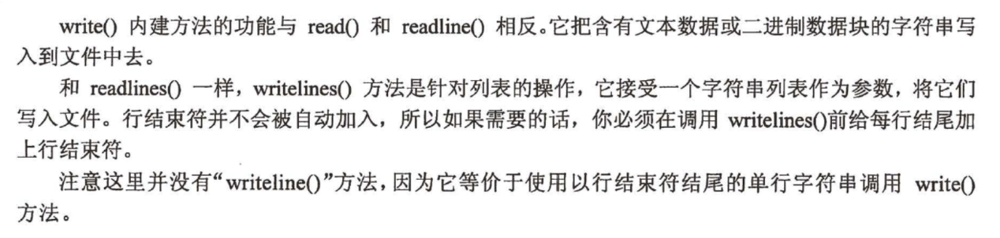 write() 内建方法的功能与 read() 和 readline() 相反。它把含有文本数据或二进制数据块的字符串写
入到文件中去。
和 readlines() 一样，writelines() 方法是针对列表的操作，它接受一个字符串列表作为参数，将它们
写入文件。行结束符并不会被自动加入，所以如果需要的话，你必须在调用 writelines()前给每行结尾加
上行结束符。
注意这里并没有“writeline()”方法，因为它等价于使用以行结束符结尾的单行字符串调用 write()
方法。